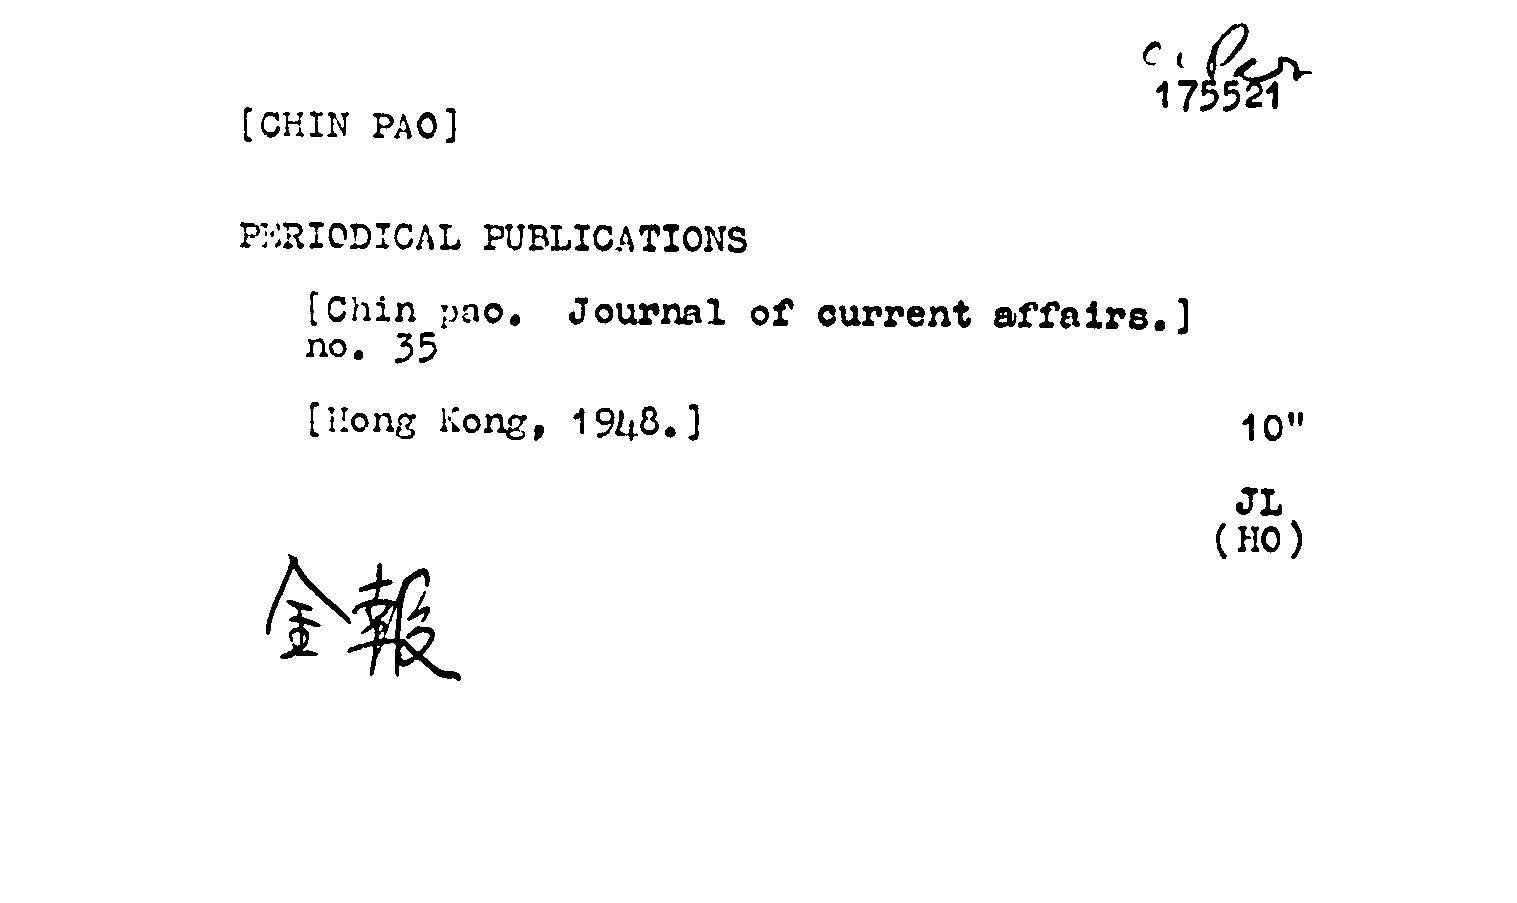 C. Per
175521
[CHIN PAO]
PERIODICAL PUBLICATIONS
[Chin pao. Journal of current affairs.]
no. 35
[Hong Kong, 1948.] 10"
JL
(HO)
金報